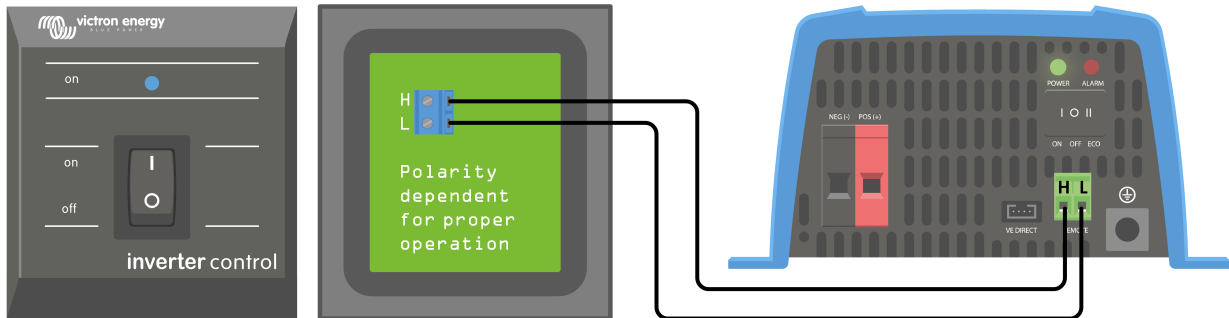 victron energy
BLUE POWER
on
on
off
I
O
inverter control
H
L
Polarity
dependent
for proper
operation
POWER ALARM
I O II
ON OFF ECO
NEG (-) POS (+)
H L
VE DIRECT
REMOTE